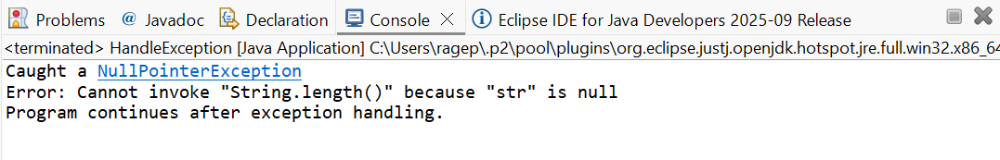 Problems @ Javadoc Declaration Console Eclipse IDE for Java Developers 2025-09 Release
<terminated> HandleException [Java Application] C:\Users\ragep\.p2\pool\plugins\org.eclipse.justj.openjdk.hotspot.jre.full.win32.x86_64
Caught a NullPointerException
Error: Cannot invoke "String.length()" because "str" is null
Program continues after exception handling.